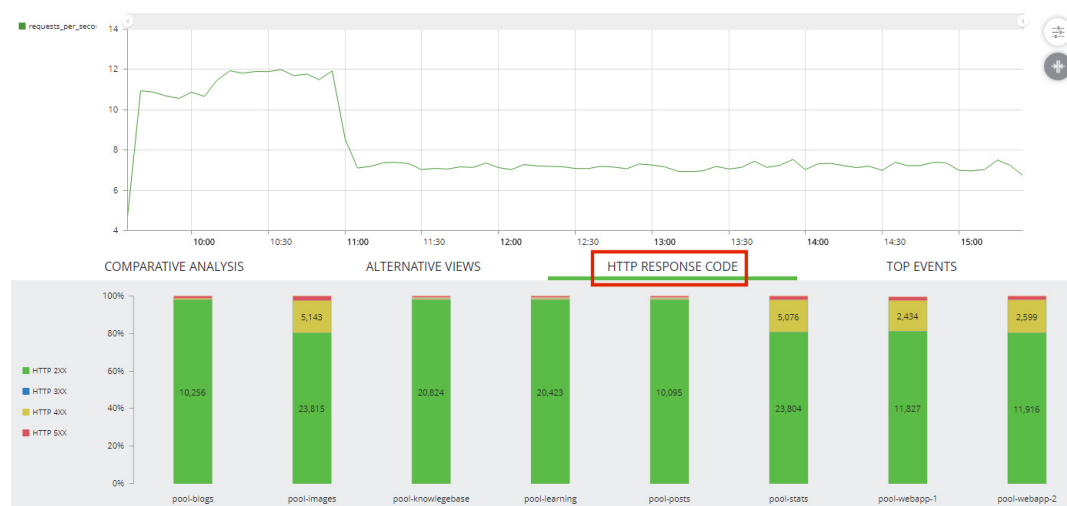 requests_per_seco
14
12
10
8
6
4
10:00 10:30 11:00 11:30 12:00 12:30 13:00 13:30 14:00 14:30 15:00
COMPARATIVE ANALYSIS ALTERNATIVE VIEWS HTTP RESPONSE CODE TOP EVENTS
100%
80%
60%
40%
20%
0%
HTTP 2XX
HTTP 3XX
HTTP 4XX
HTTP 5XX
5,143 5,076 2,434 2,599
10,256 23,815 20,824 20,423 10,095 23,804 11,827 11,916
pool-blogs pool-images pool-knowlegebase pool-learning pool-posts pool-stats pool-webapp-1 pool-webapp-2